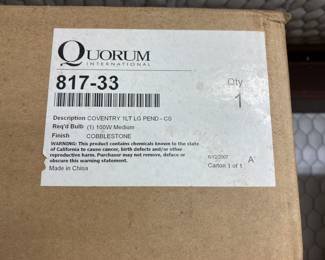 QUORUM
INTERNATIONAL
817-33
Qty
1
Description COVENTRY 1LT LG PEND - CS
Req'd Bulb (1) 100W Medium
Finish COBBLESTONE
WARNING: This product contains chemicals known to the state
of California to cause cancer, birth defects and/or other
reproductive harm. Purchaser may not remove, deface or
obscure this warning statement.
Made in China
A
Carton 1 of 1